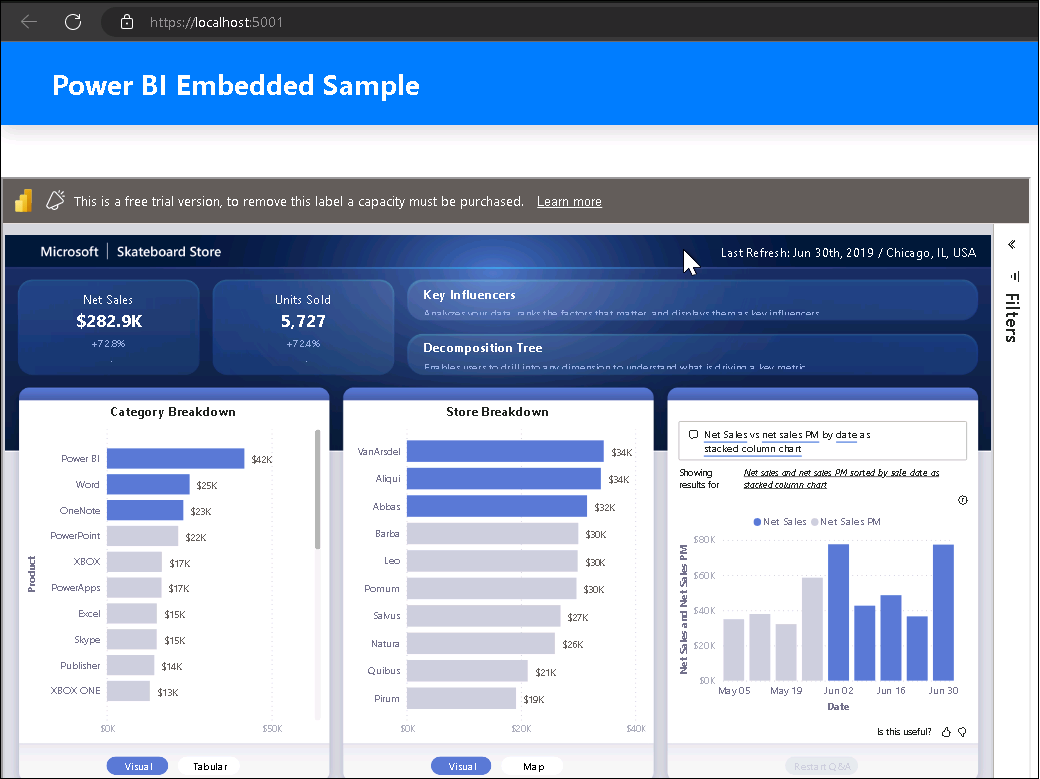 https://localhost:5001
Power BI Embedded Sample
This is a free trial version, to remove this label a capacity must be purchased. Learn more
Microsoft | Skateboard Store
Last Refresh: Jun 30th, 2019 / Chicago, IL, USA
Filters
Net Sales
$282.9K
+72.8%
Units Sold
5,727
+72.4%
Key Influencers
Analyzes your data, ranks the factors that matter, and displays them as key influencers
Decomposition Tree
Enables users to drill into any dimension to understand what is driving a key metric
Category Breakdown
Product
Power BI $42K
Word $25K
OneNote $23K
PowerPoint $22K
XBOX $17K
PowerApps $17K
Excel $15K
Skype $15K
Publisher $14K
XBOX ONE $13K
$0K $50K
Visual Tabular
Store Breakdown
VanArsdel $34K
Aliqui $34K
Abbas $32K
Barba $30K
Leo $30K
Pomum $30K
Salvus $27K
Natura $26K
Quibus $21K
Pirum $19K
$0K $20K $40K
Visual Map
Net Sales vs net sales PM by date as
stacked column chart
Showing
results for
Net sales and net sales PM sorted by sale date as
stacked column chart
Net Sales Net Sales PM
Net Sales and Net Sales PM
$80K
$60K
$40K
$20K
$0K
May 05 May 19 Jun 02 Jun 16 Jun 30
Date
Is this useful?
Restart Q&A